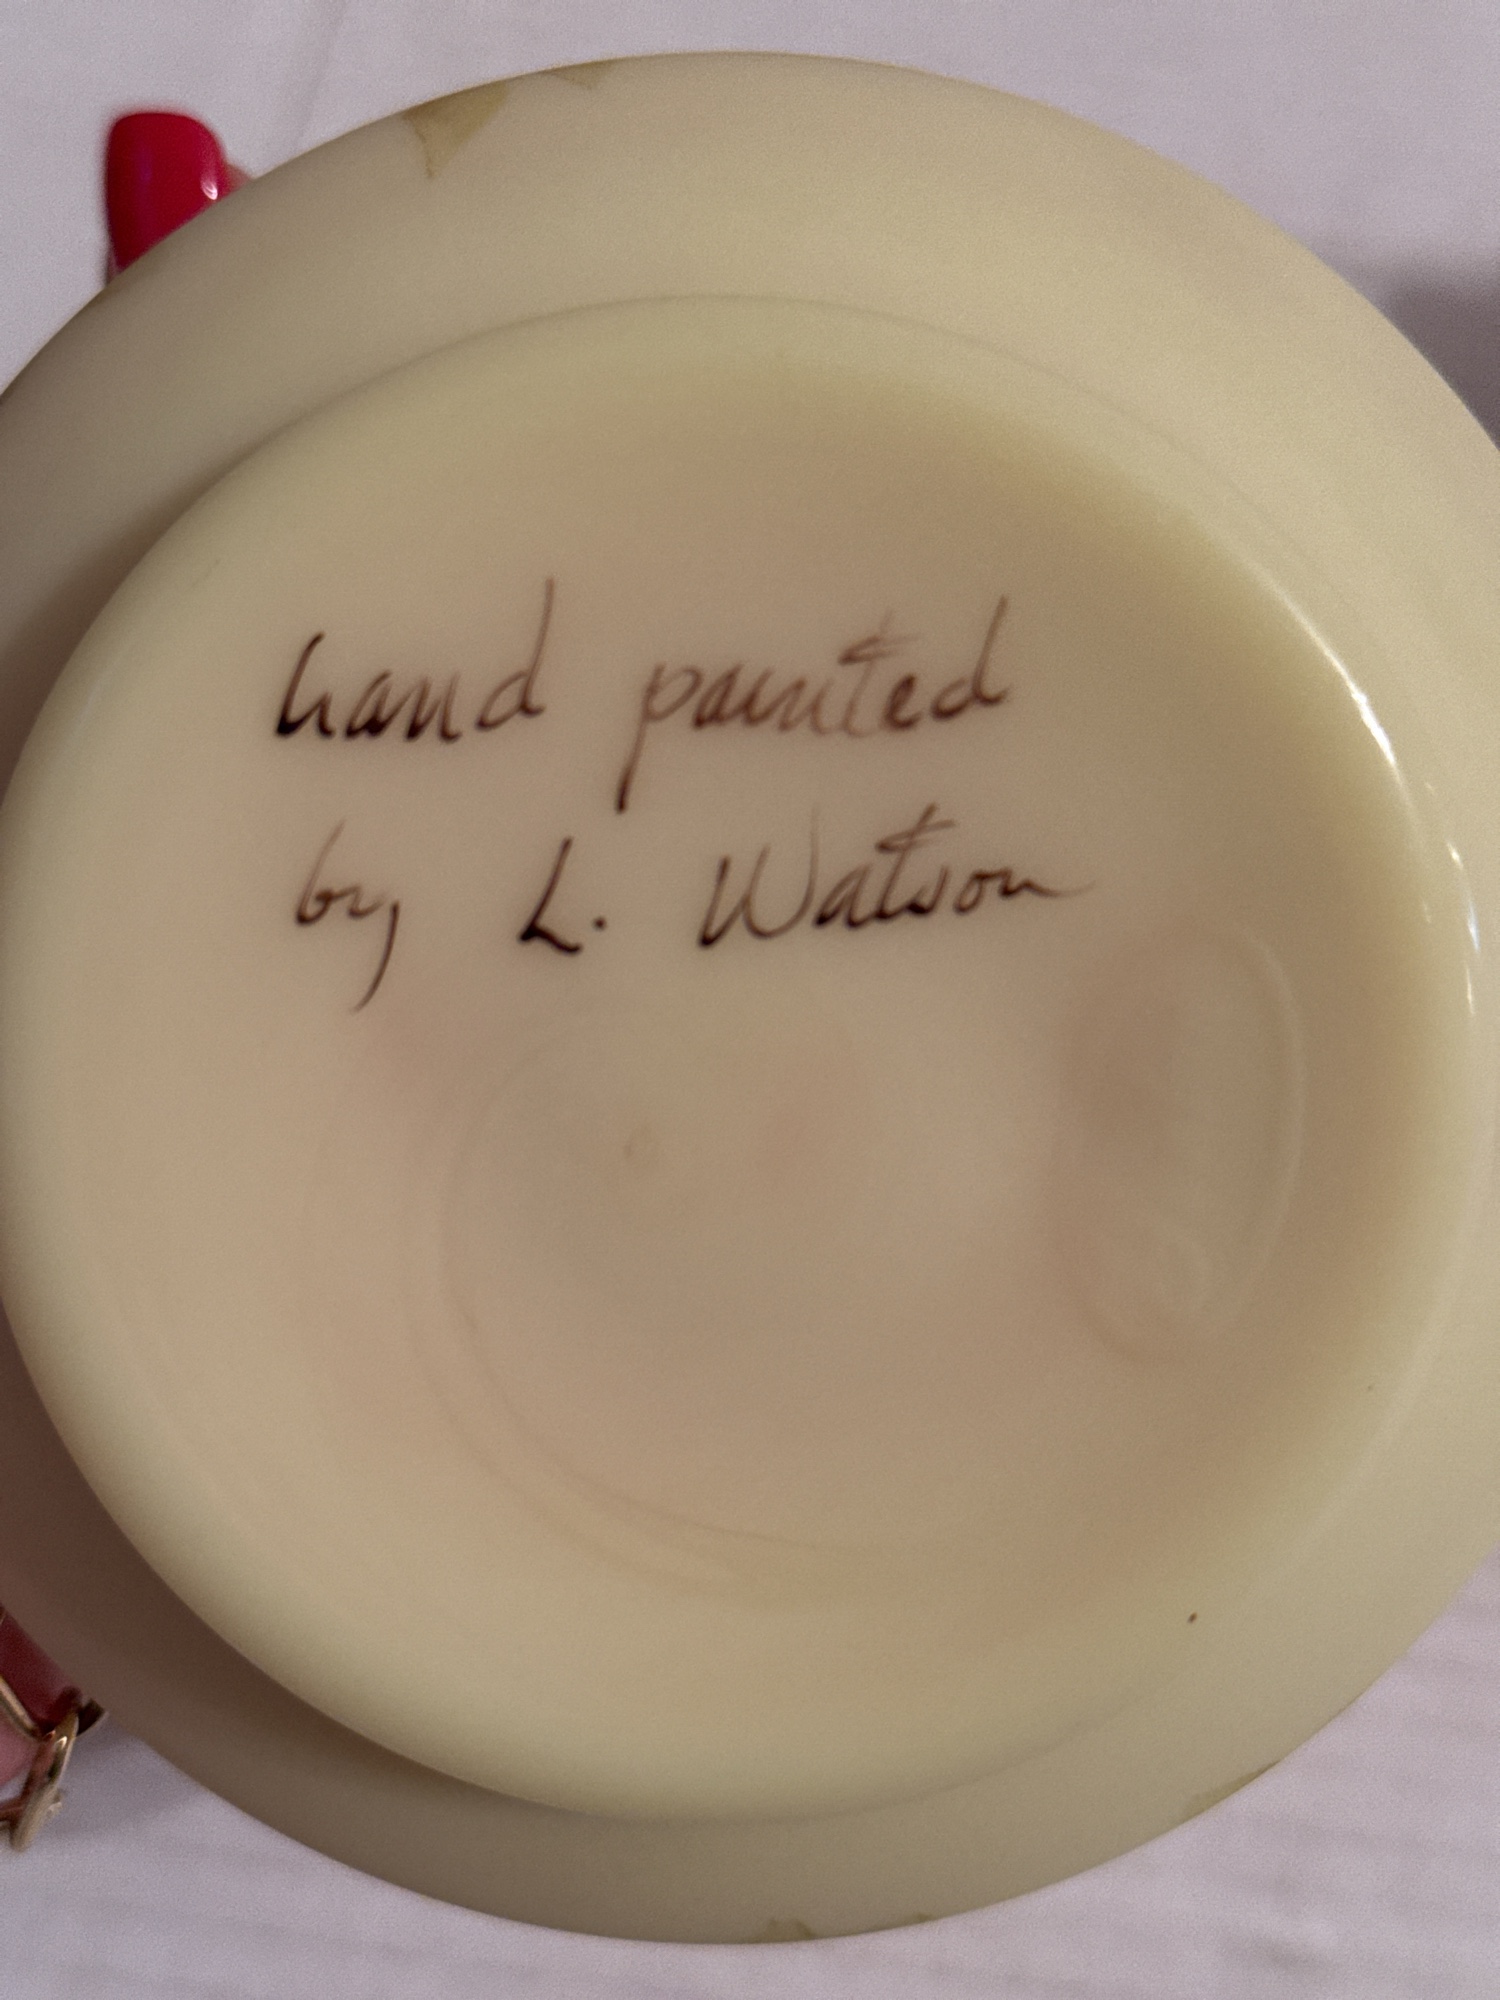 hand painted
by L. Watson